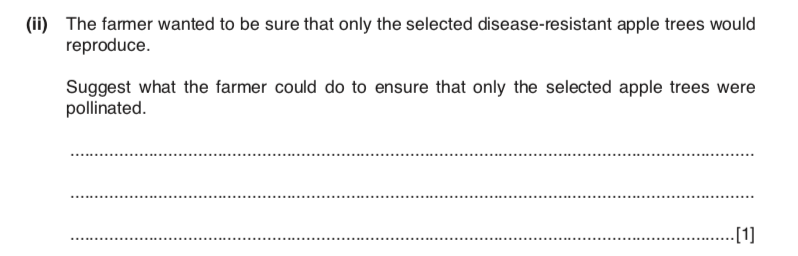 (ii) The farmer wanted to be sure that only the selected disease-resistant apple trees would
reproduce.
Suggest what the farmer could do to ensure that only the selected apple trees were
pollinated.
..........................................................................................................................................
..........................................................................................................................................
......................................................................................................................................[1]